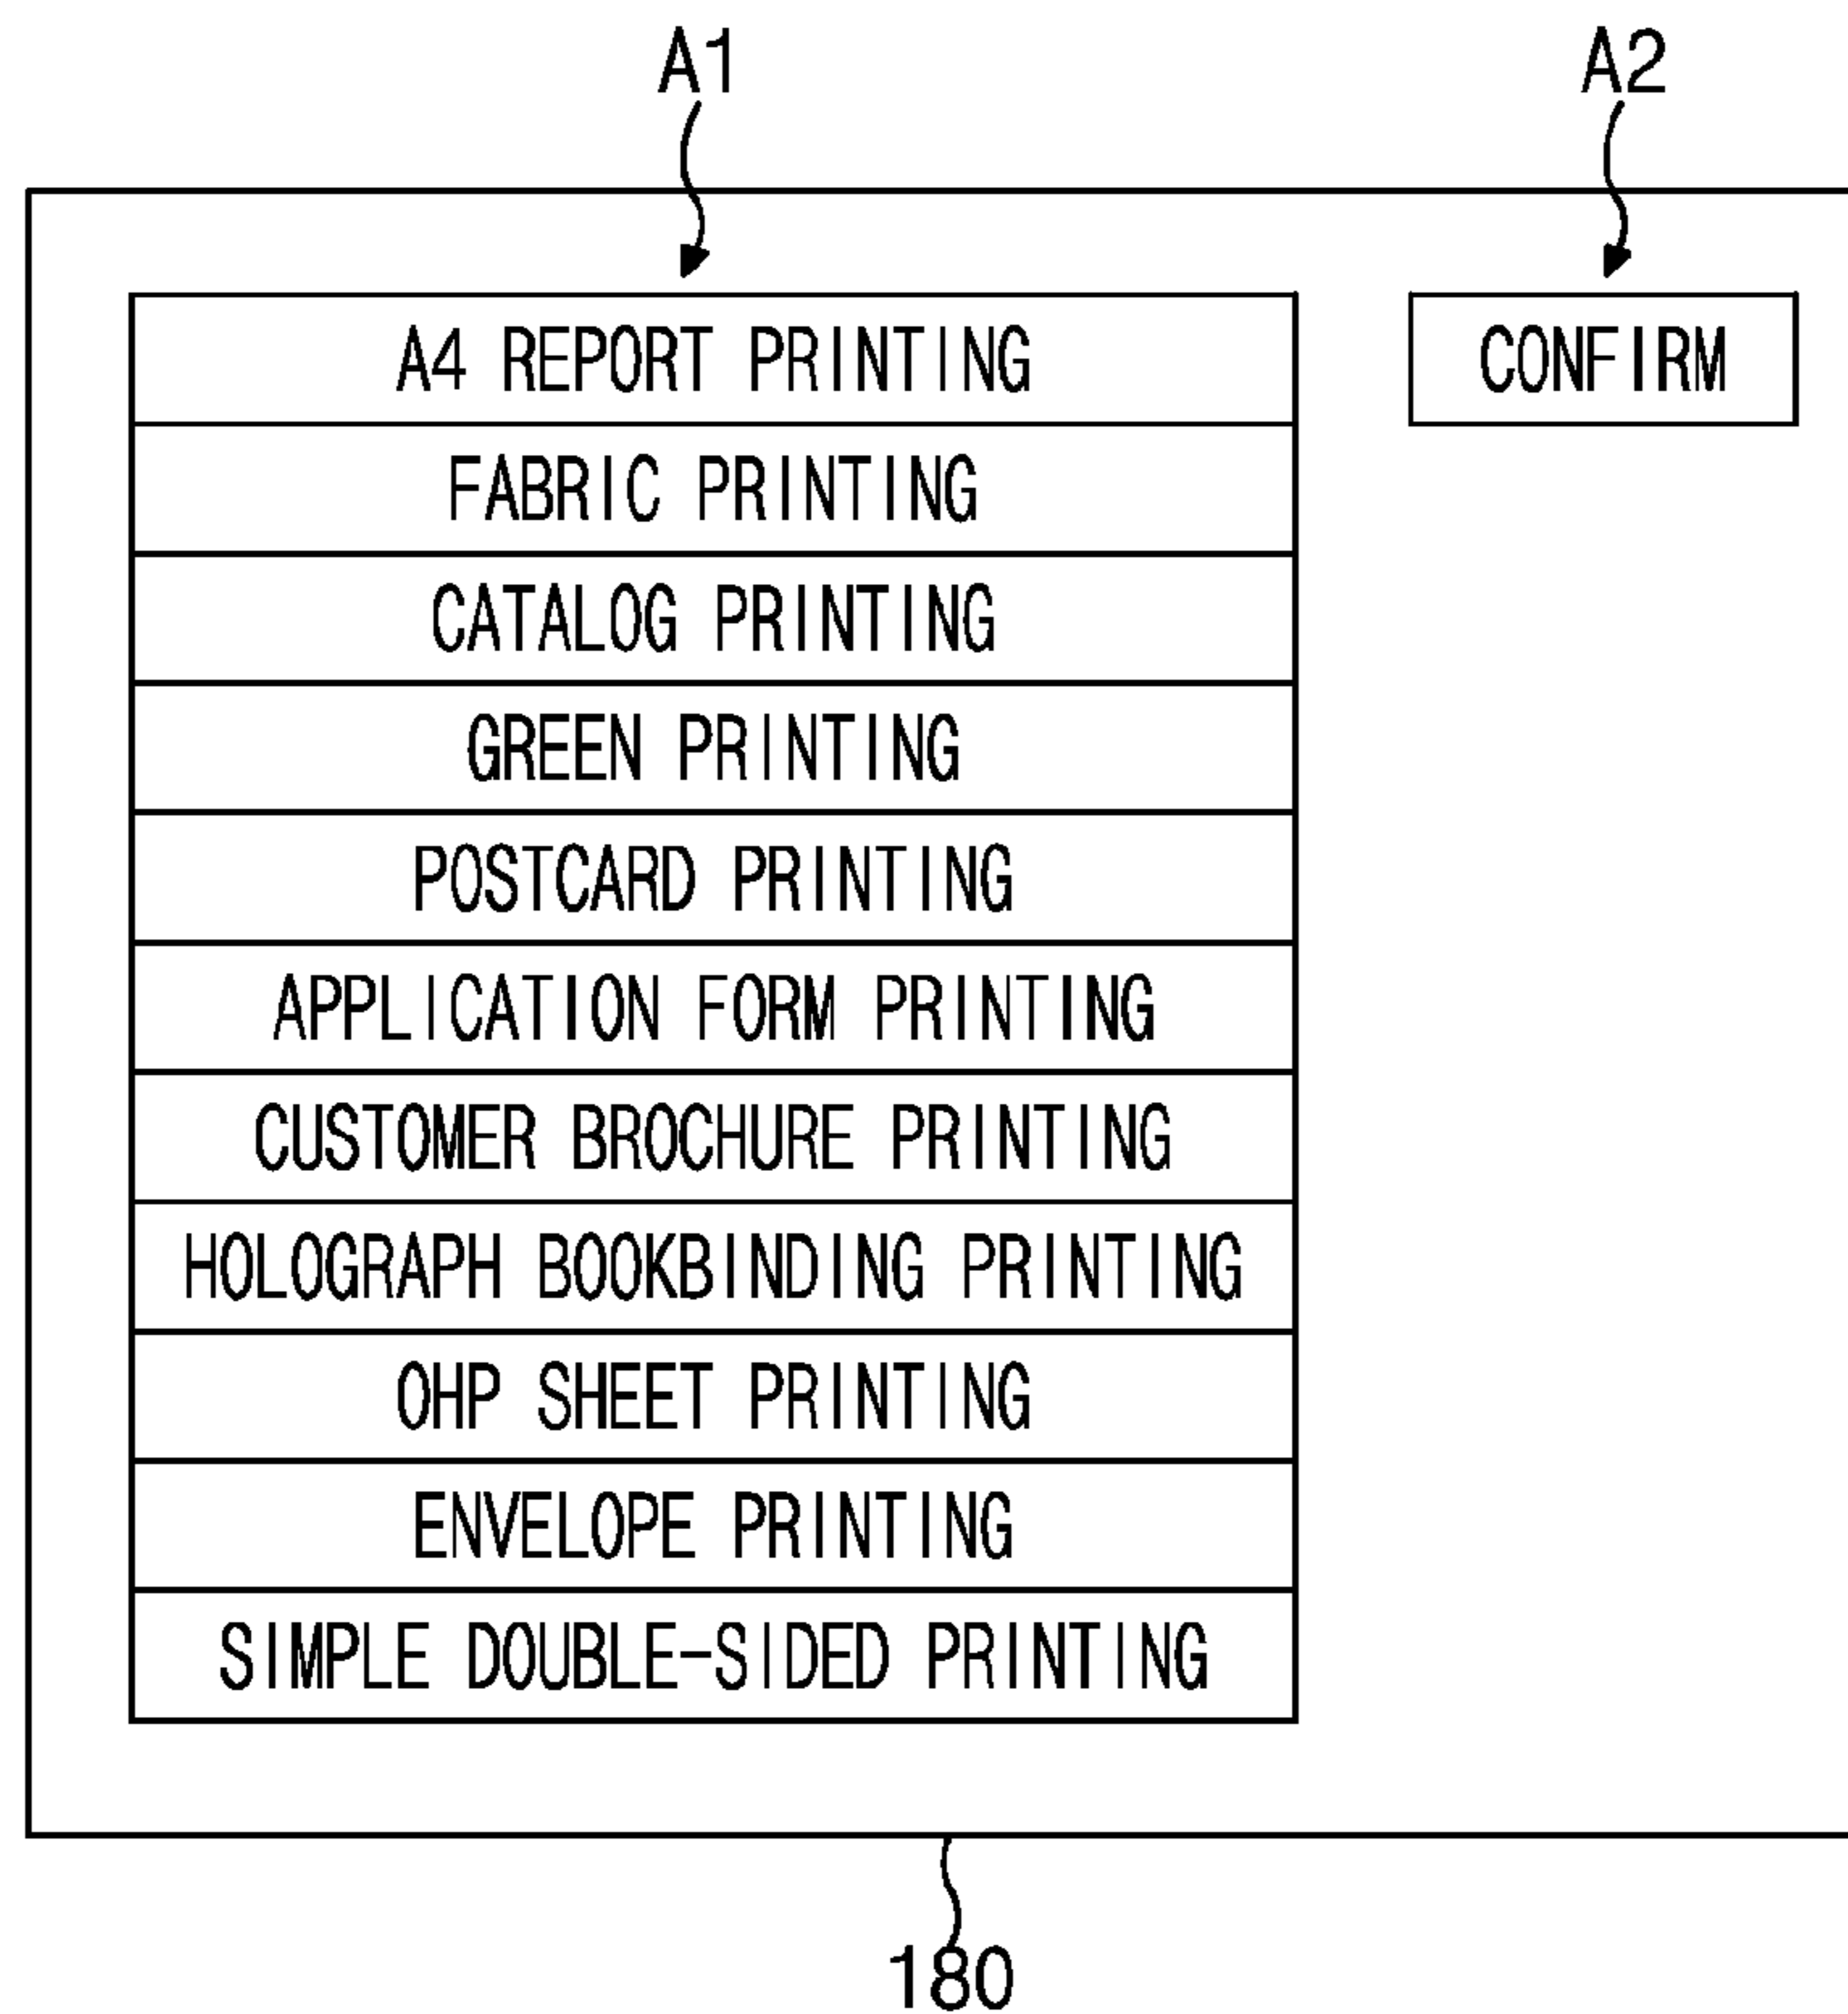 A1
A2
A4 REPORT PRINTING
CONFIRM
FABRIC PRINTING
CATALOG PRINTING
GREEN PRINTING
POSTCARD PRINTING
APPLICATION FORM PRINTING
CUSTOMER BROCHURE PRINTING
HOLOGRAPH BOOKBINDING PRINTING
OHP SHEET PRINTING
ENVELOPE PRINTING
SIMPLE DOUBLE-SIDED PRINTING
180